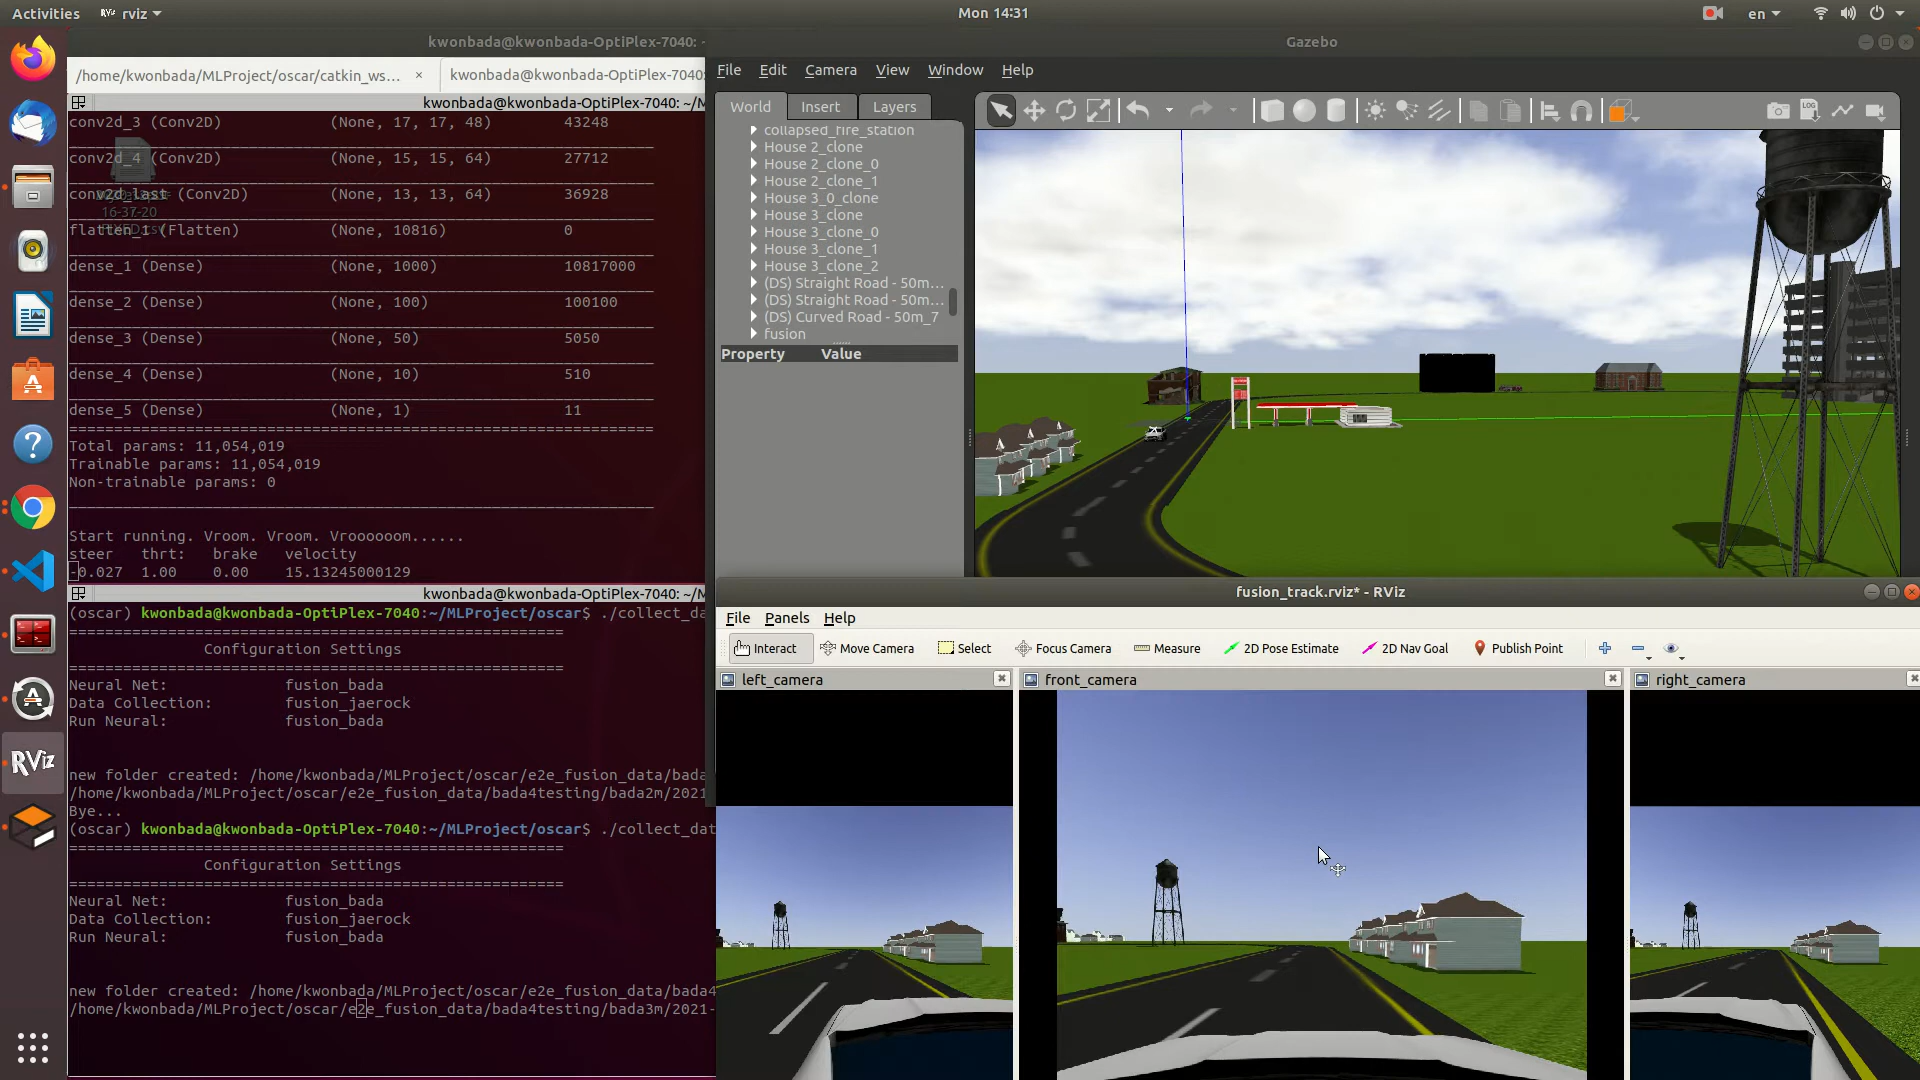 Activities
rviz
Mon 14:31
en
kwonbada@kwonbada-OptiPlex-7040: -
/home/kwonbada/MLProject/oscar/catkin_ws...
kwonbada@kwonbada-OptiPlex-7040:
kwonbada@kwonbada-OptiPlex-7040: ~/M
conv2d_3 (Conv2D) (None, 17, 17, 48) 43248
conv2d_4 (Conv2D) (None, 15, 15, 64) 27712
conv2d_last (Conv2D) (None, 13, 13, 64) 36928
16-37-20
flatten_1 (Flatten) (None, 10816) 0
dense_1 (Dense) (None, 1000) 10817000
dense_2 (Dense) (None, 100) 100100
dense_3 (Dense) (None, 50) 5050
dense_4 (Dense) (None, 10) 510
dense_5 (Dense) (None, 1) 11
Total params: 11,054,019
Trainable params: 11,054,019
Non-trainable params: 0
Start running. Vroom. Vroom. Vroooooom......
steer thrt: brake velocity
-0.027 1.00 0.00 15.13245000129
kwonbada@kwonbada-OptiPlex-7040: ~/M
(oscar) kwonbada@kwonbada-OptiPlex-7040:~/MLProject/oscar$ ./collect_da
Configuration Settings
Neural Net: fusion_bada
Data Collection: fusion_jaerock
Run Neural: fusion_bada
new folder created: /home/kwonbada/MLProject/oscar/e2e_fusion_data/bada
/home/kwonbada/MLProject/oscar/e2e_fusion_data/bada4testing/bada2m/2021
Bye...
(oscar) kwonbada@kwonbada-OptiPlex-7040:~/MLProject/oscar$ ./collect_dat
Configuration Settings
Neural Net: fusion_bada
Data Collection: fusion_jaerock
Run Neural: fusion_bada
new folder created: /home/kwonbada/MLProject/oscar/e2e_fusion_data/bada4
/home/kwonbada/MLProject/oscar/e2e_fusion_data/bada4testing/bada3m/2021-
Gazebo
File Edit Camera View Window Help
World Insert Layers
LOG
collapsed_fire_station
House 2_clone
House 2_clone_0
House 2_clone_1
House 3_0_clone
House 3_clone
House 3_clone_0
House 3_clone_1
House 3_clone_2
(DS) Straight Road - 50m...
(DS) Straight Road - 50m...
(DS) Curved Road - 50m_7
fusion
Property Value
fusion_track.rviz* - RViz
File Panels Help
Interact Move Camera Select Focus Camera Measure 2D Pose Estimate 2D Nav Goal Publish Point
left_camera
front_camera
right_camera
RViz